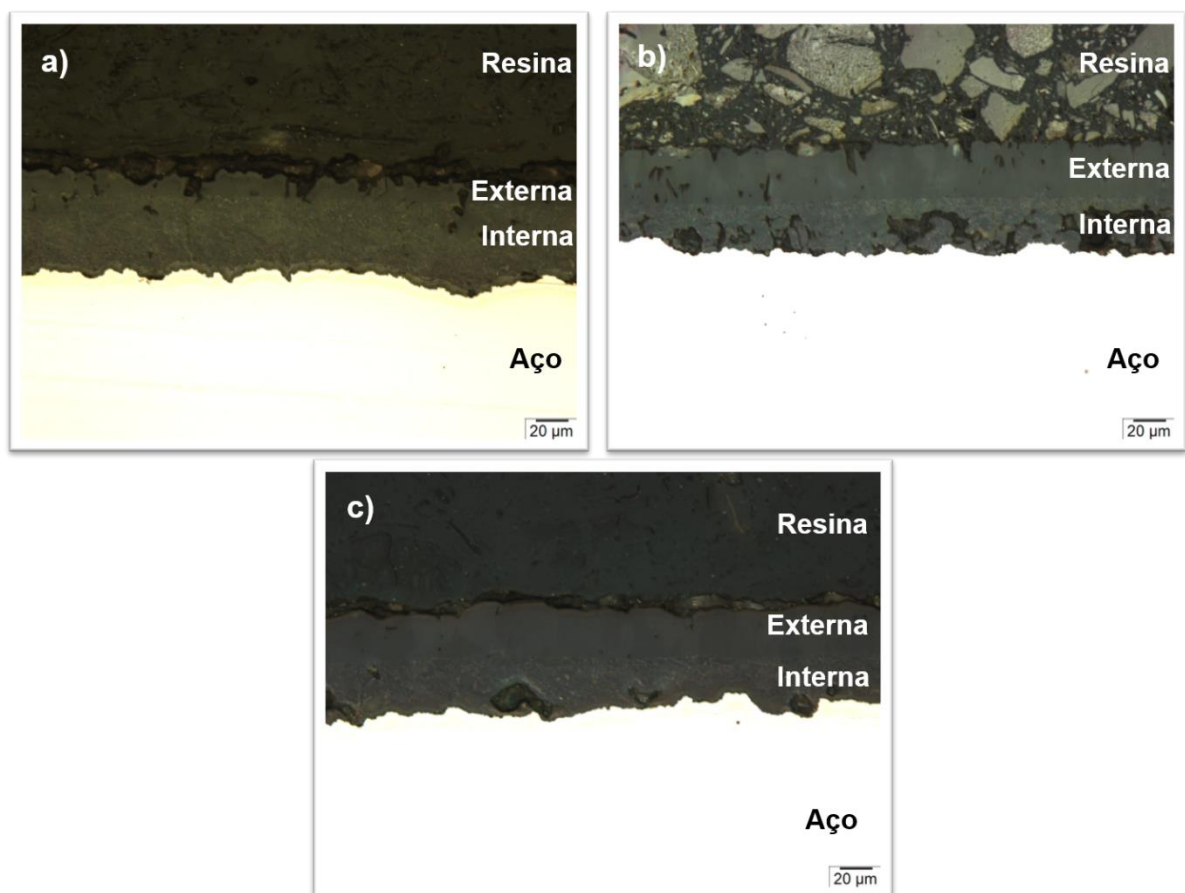 a)
Resina
Externa
Interna
Aço
20 µm
b)
Resina
Externa
Interna
Aço
20 µm
c)
Resina
Externa
Interna
Aço
20 µm